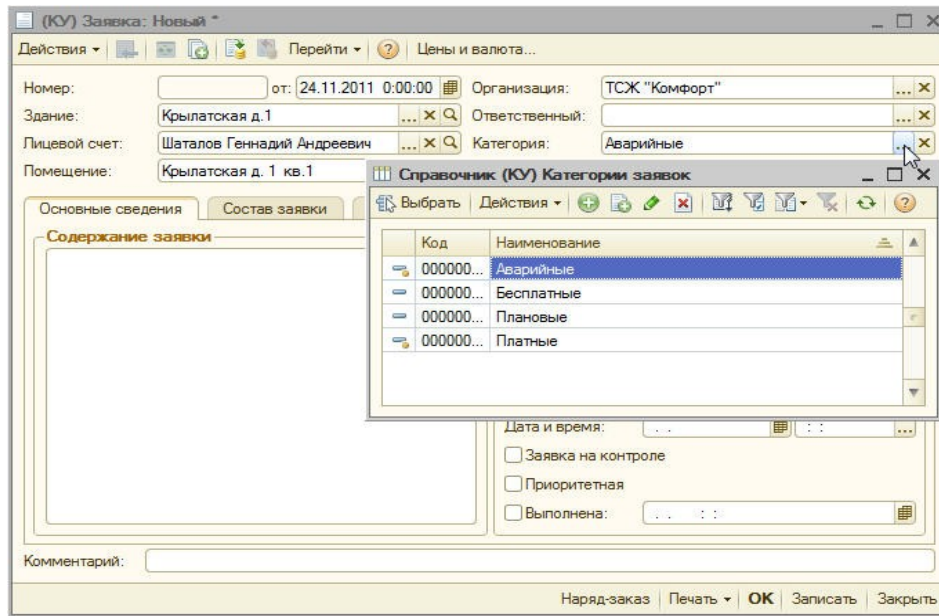 (КУ) Заявка: Новый *
Действия Перейти ? Цены и валюта...
Номер: от: 24.11.2011 0:00:00 Организация: ТСЖ "Комфорт" ...
Здание: Крылатская д.1 ... Ответственный: ...
Лицевой счет: Шаталов Геннадий Андреевич ... Категория: Аварийные ...
Помещение: Крылатская д. 1 кв.1
Справочник (КУ) Категории заявок
Выбрать Действия ?
Основные сведения Состав заявки
Содержание заявки
Код Наименование
000000... Аварийные
000000... Бесплатные
000000... Плановые
000000... Платные
Дата и время: . . : : ...
Заявка на контроле
Приоритетная
Выполнена: . . : :
Комментарий:
Наряд-заказ Печать OK Записать Закрыть